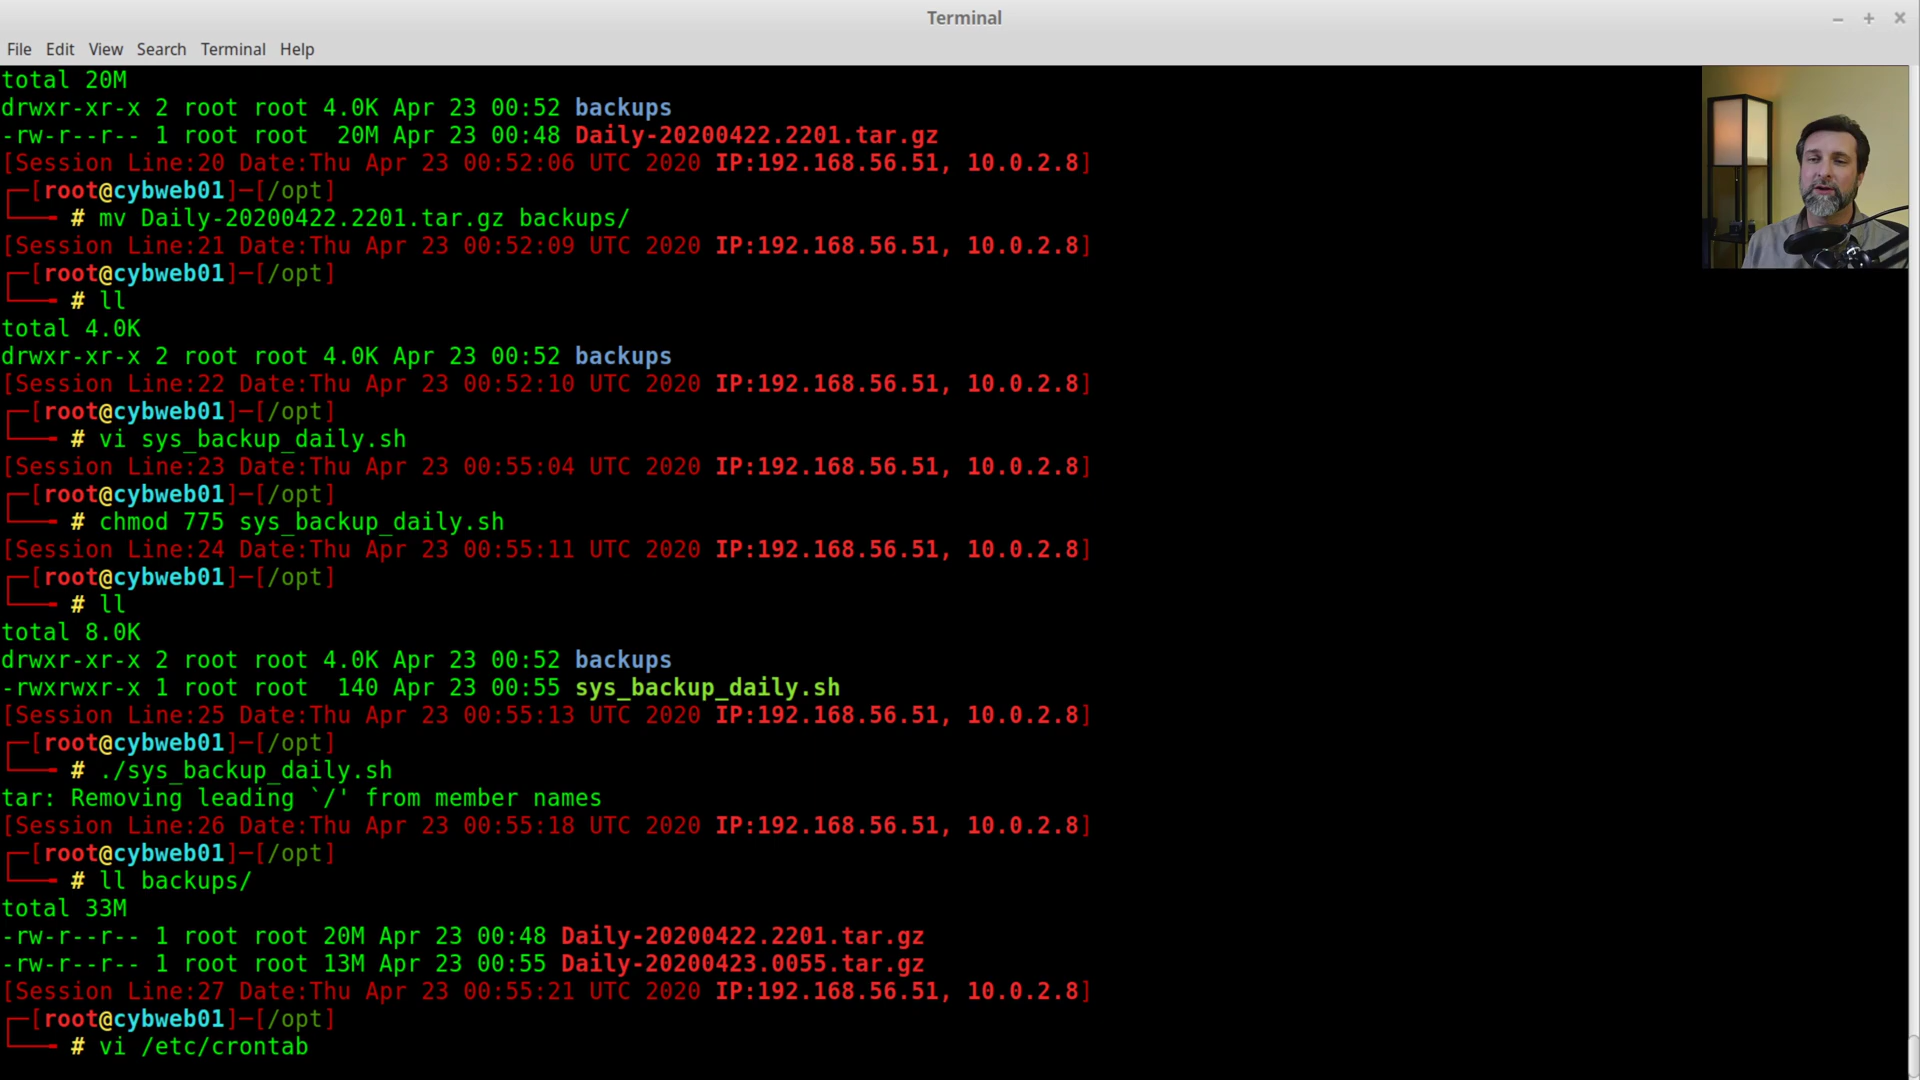 Terminal
File Edit View Search Terminal Help
total 20M
drwxr-xr-x 2 root root 4.0K Apr 23 00:52 backups
-rw-r--r-- 1 root root  20M Apr 23 00:48 Daily-20200422.2201.tar.gz
[Session Line:20 Date:Thu Apr 23 00:52:06 UTC 2020 IP:192.168.56.51, 10.0.2.8]
┌─[root@cybweb01]─[/opt]
└──╼ # mv Daily-20200422.2201.tar.gz backups/
[Session Line:21 Date:Thu Apr 23 00:52:09 UTC 2020 IP:192.168.56.51, 10.0.2.8]
┌─[root@cybweb01]─[/opt]
└──╼ # ll
total 4.0K
drwxr-xr-x 2 root root 4.0K Apr 23 00:52 backups
[Session Line:22 Date:Thu Apr 23 00:52:10 UTC 2020 IP:192.168.56.51, 10.0.2.8]
┌─[root@cybweb01]─[/opt]
└──╼ # vi sys_backup_daily.sh
[Session Line:23 Date:Thu Apr 23 00:55:04 UTC 2020 IP:192.168.56.51, 10.0.2.8]
┌─[root@cybweb01]─[/opt]
└──╼ # chmod 775 sys_backup_daily.sh
[Session Line:24 Date:Thu Apr 23 00:55:11 UTC 2020 IP:192.168.56.51, 10.0.2.8]
┌─[root@cybweb01]─[/opt]
└──╼ # ll
total 8.0K
drwxr-xr-x 2 root root 4.0K Apr 23 00:52 backups
-rwxrwxr-x 1 root root  140 Apr 23 00:55 sys_backup_daily.sh
[Session Line:25 Date:Thu Apr 23 00:55:13 UTC 2020 IP:192.168.56.51, 10.0.2.8]
┌─[root@cybweb01]─[/opt]
└──╼ # ./sys_backup_daily.sh
tar: Removing leading `/' from member names
[Session Line:26 Date:Thu Apr 23 00:55:18 UTC 2020 IP:192.168.56.51, 10.0.2.8]
┌─[root@cybweb01]─[/opt]
└──╼ # ll backups/
total 33M
-rw-r--r-- 1 root root 20M Apr 23 00:48 Daily-20200422.2201.tar.gz
-rw-r--r-- 1 root root 13M Apr 23 00:55 Daily-20200423.0055.tar.gz
[Session Line:27 Date:Thu Apr 23 00:55:21 UTC 2020 IP:192.168.56.51, 10.0.2.8]
┌─[root@cybweb01]─[/opt]
└──╼ # vi /etc/crontab